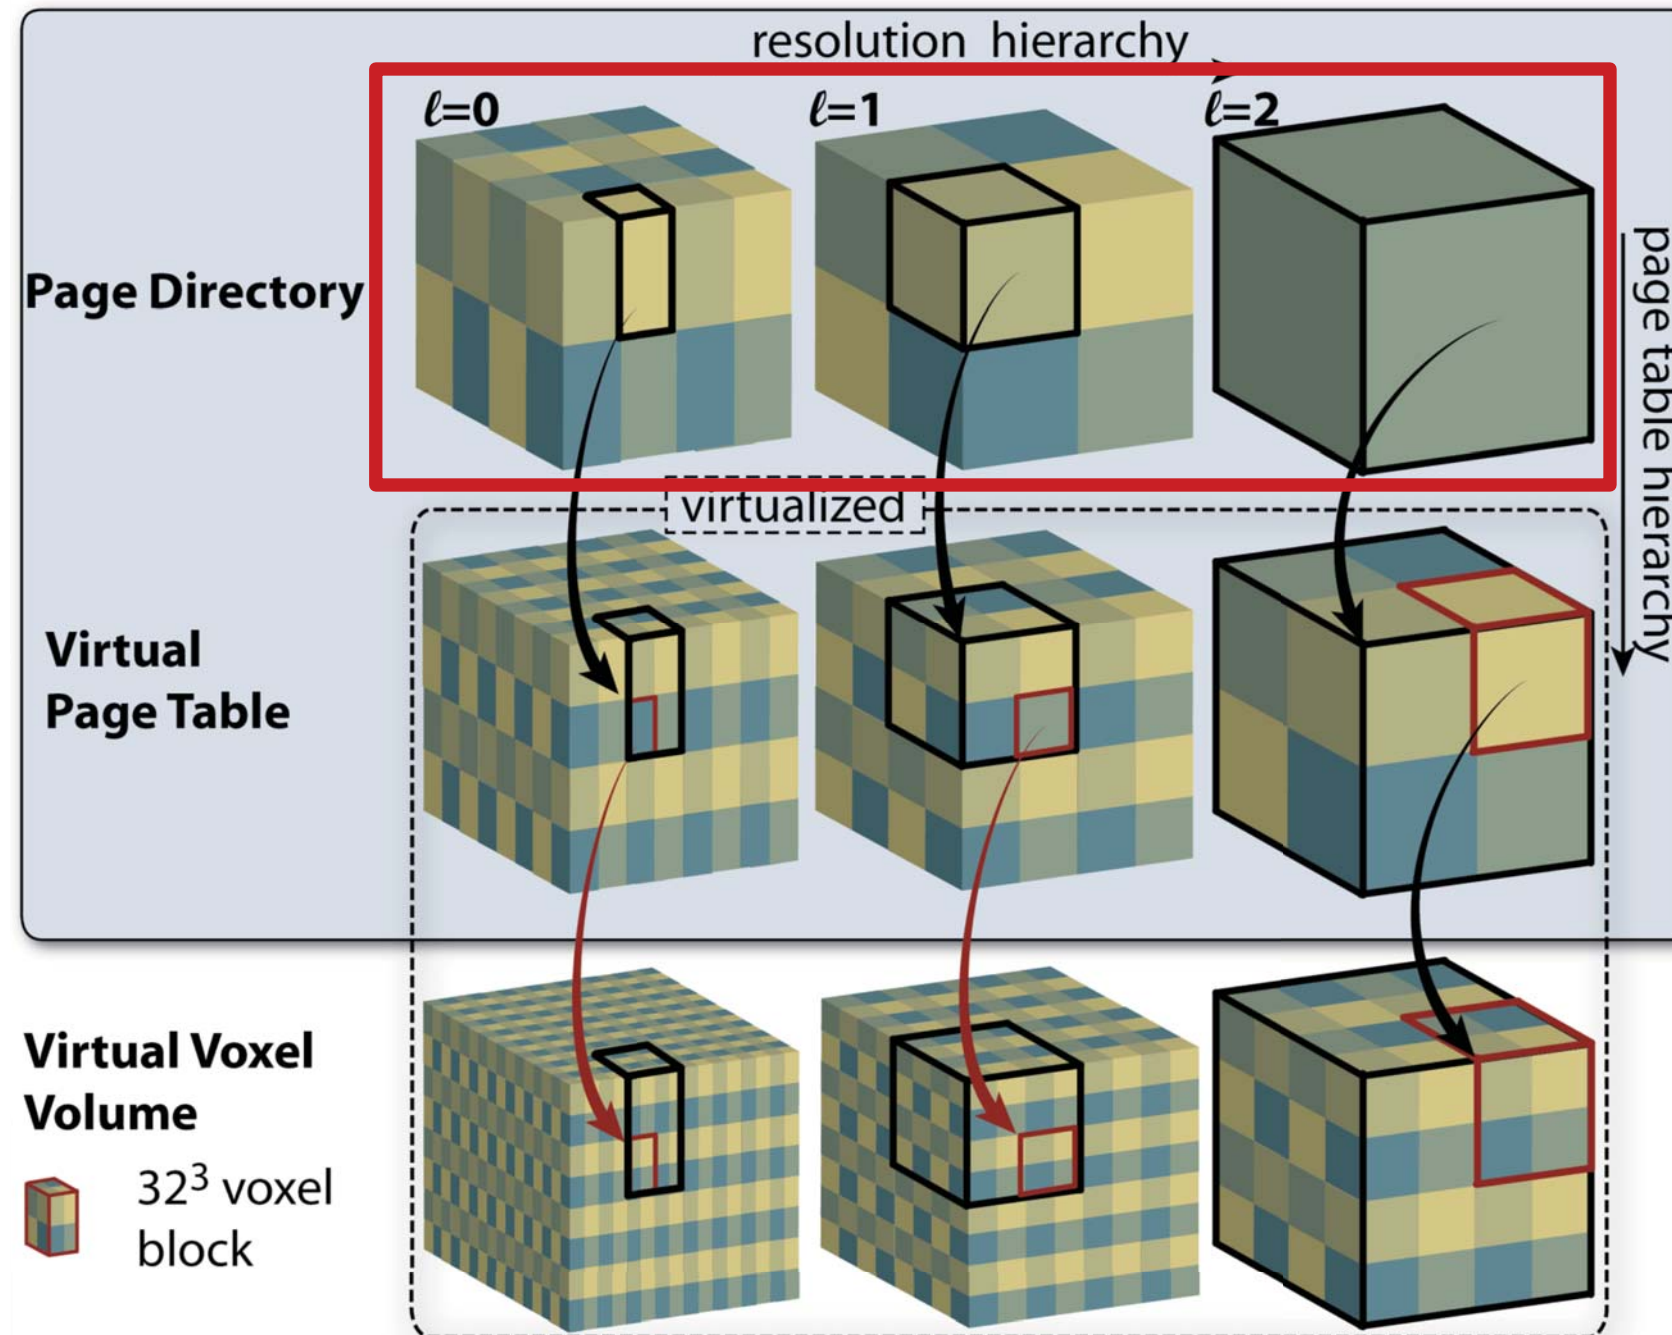 resolution hierarchy
ℓ=0
ℓ=1
ℓ=2
Page Directory
page table hierarchy
virtualized
Virtual
Page Table
Virtual Voxel
Volume
32³ voxel
block